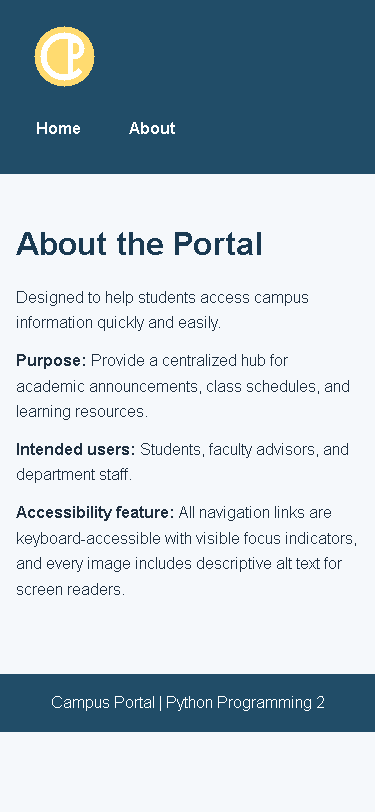 CP
Home About
About the Portal
Designed to help students access campus
information quickly and easily.
Purpose: Provide a centralized hub for
academic announcements, class schedules, and
learning resources.
Intended users: Students, faculty advisors, and
department staff.
Accessibility feature: All navigation links are
keyboard-accessible with visible focus indicators,
and every image includes descriptive alt text for
screen readers.
Campus Portal | Python Programming 2